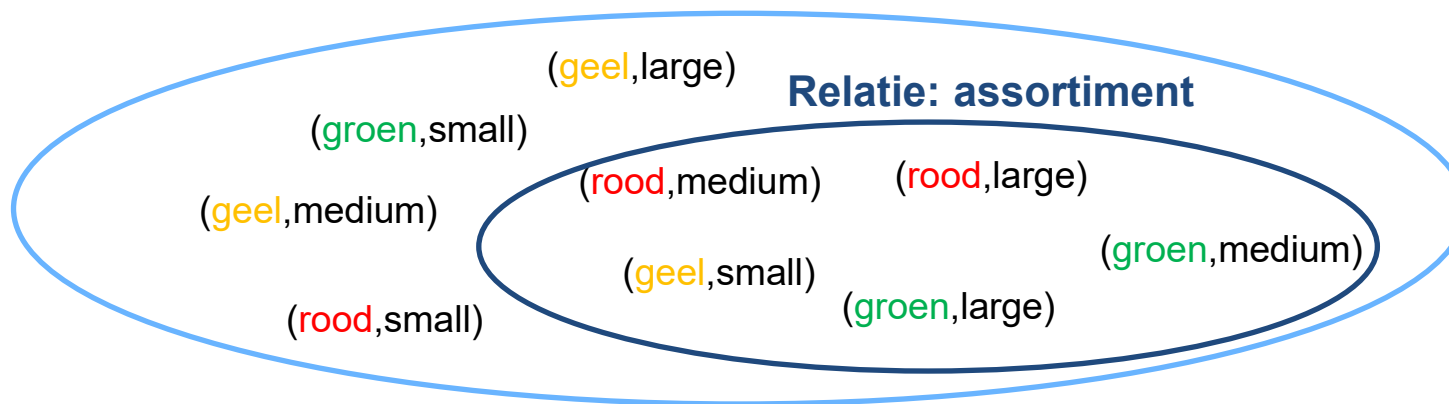 (geel,large)
Relatie: assortiment
(groen,small)
(rood,medium)
(rood,large)
(geel,medium)
(groen,medium)
(geel,small)
(groen,large)
(rood,small)